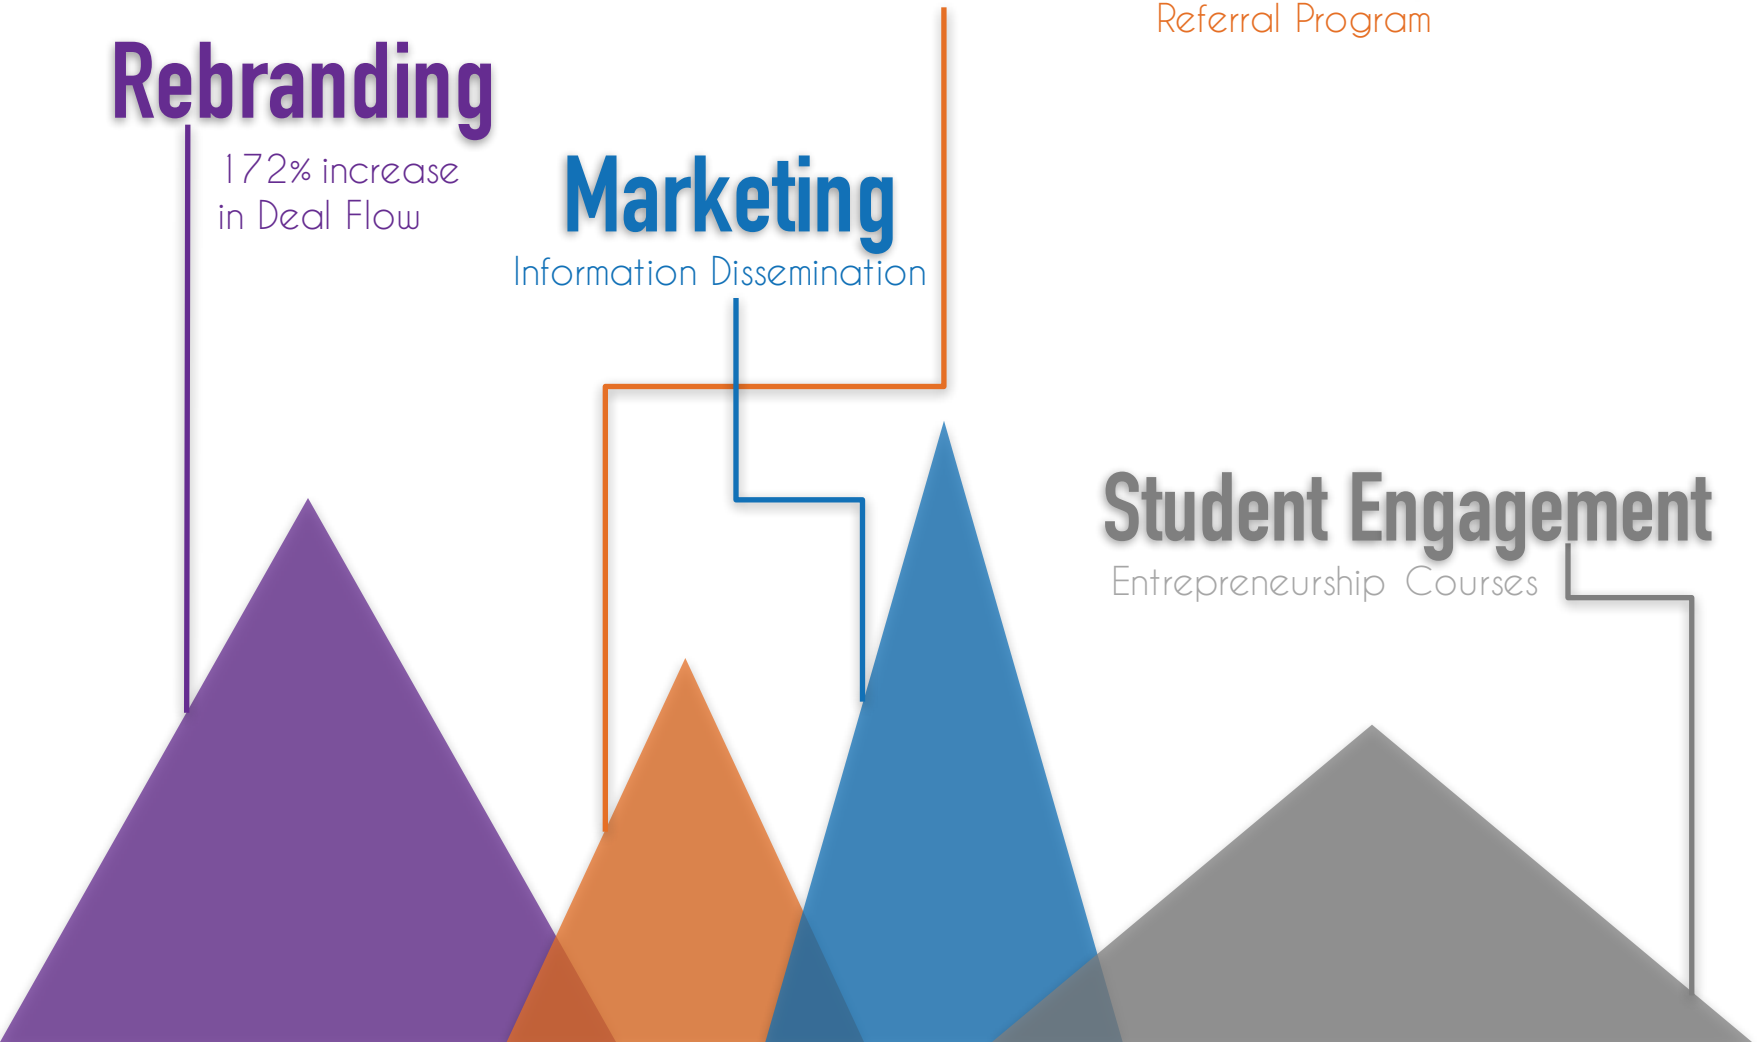 Referral Program
Rebranding
172% increase
in Deal Flow
Marketing
Information Dissemination
Student Engagement
Entrepreneurship Courses